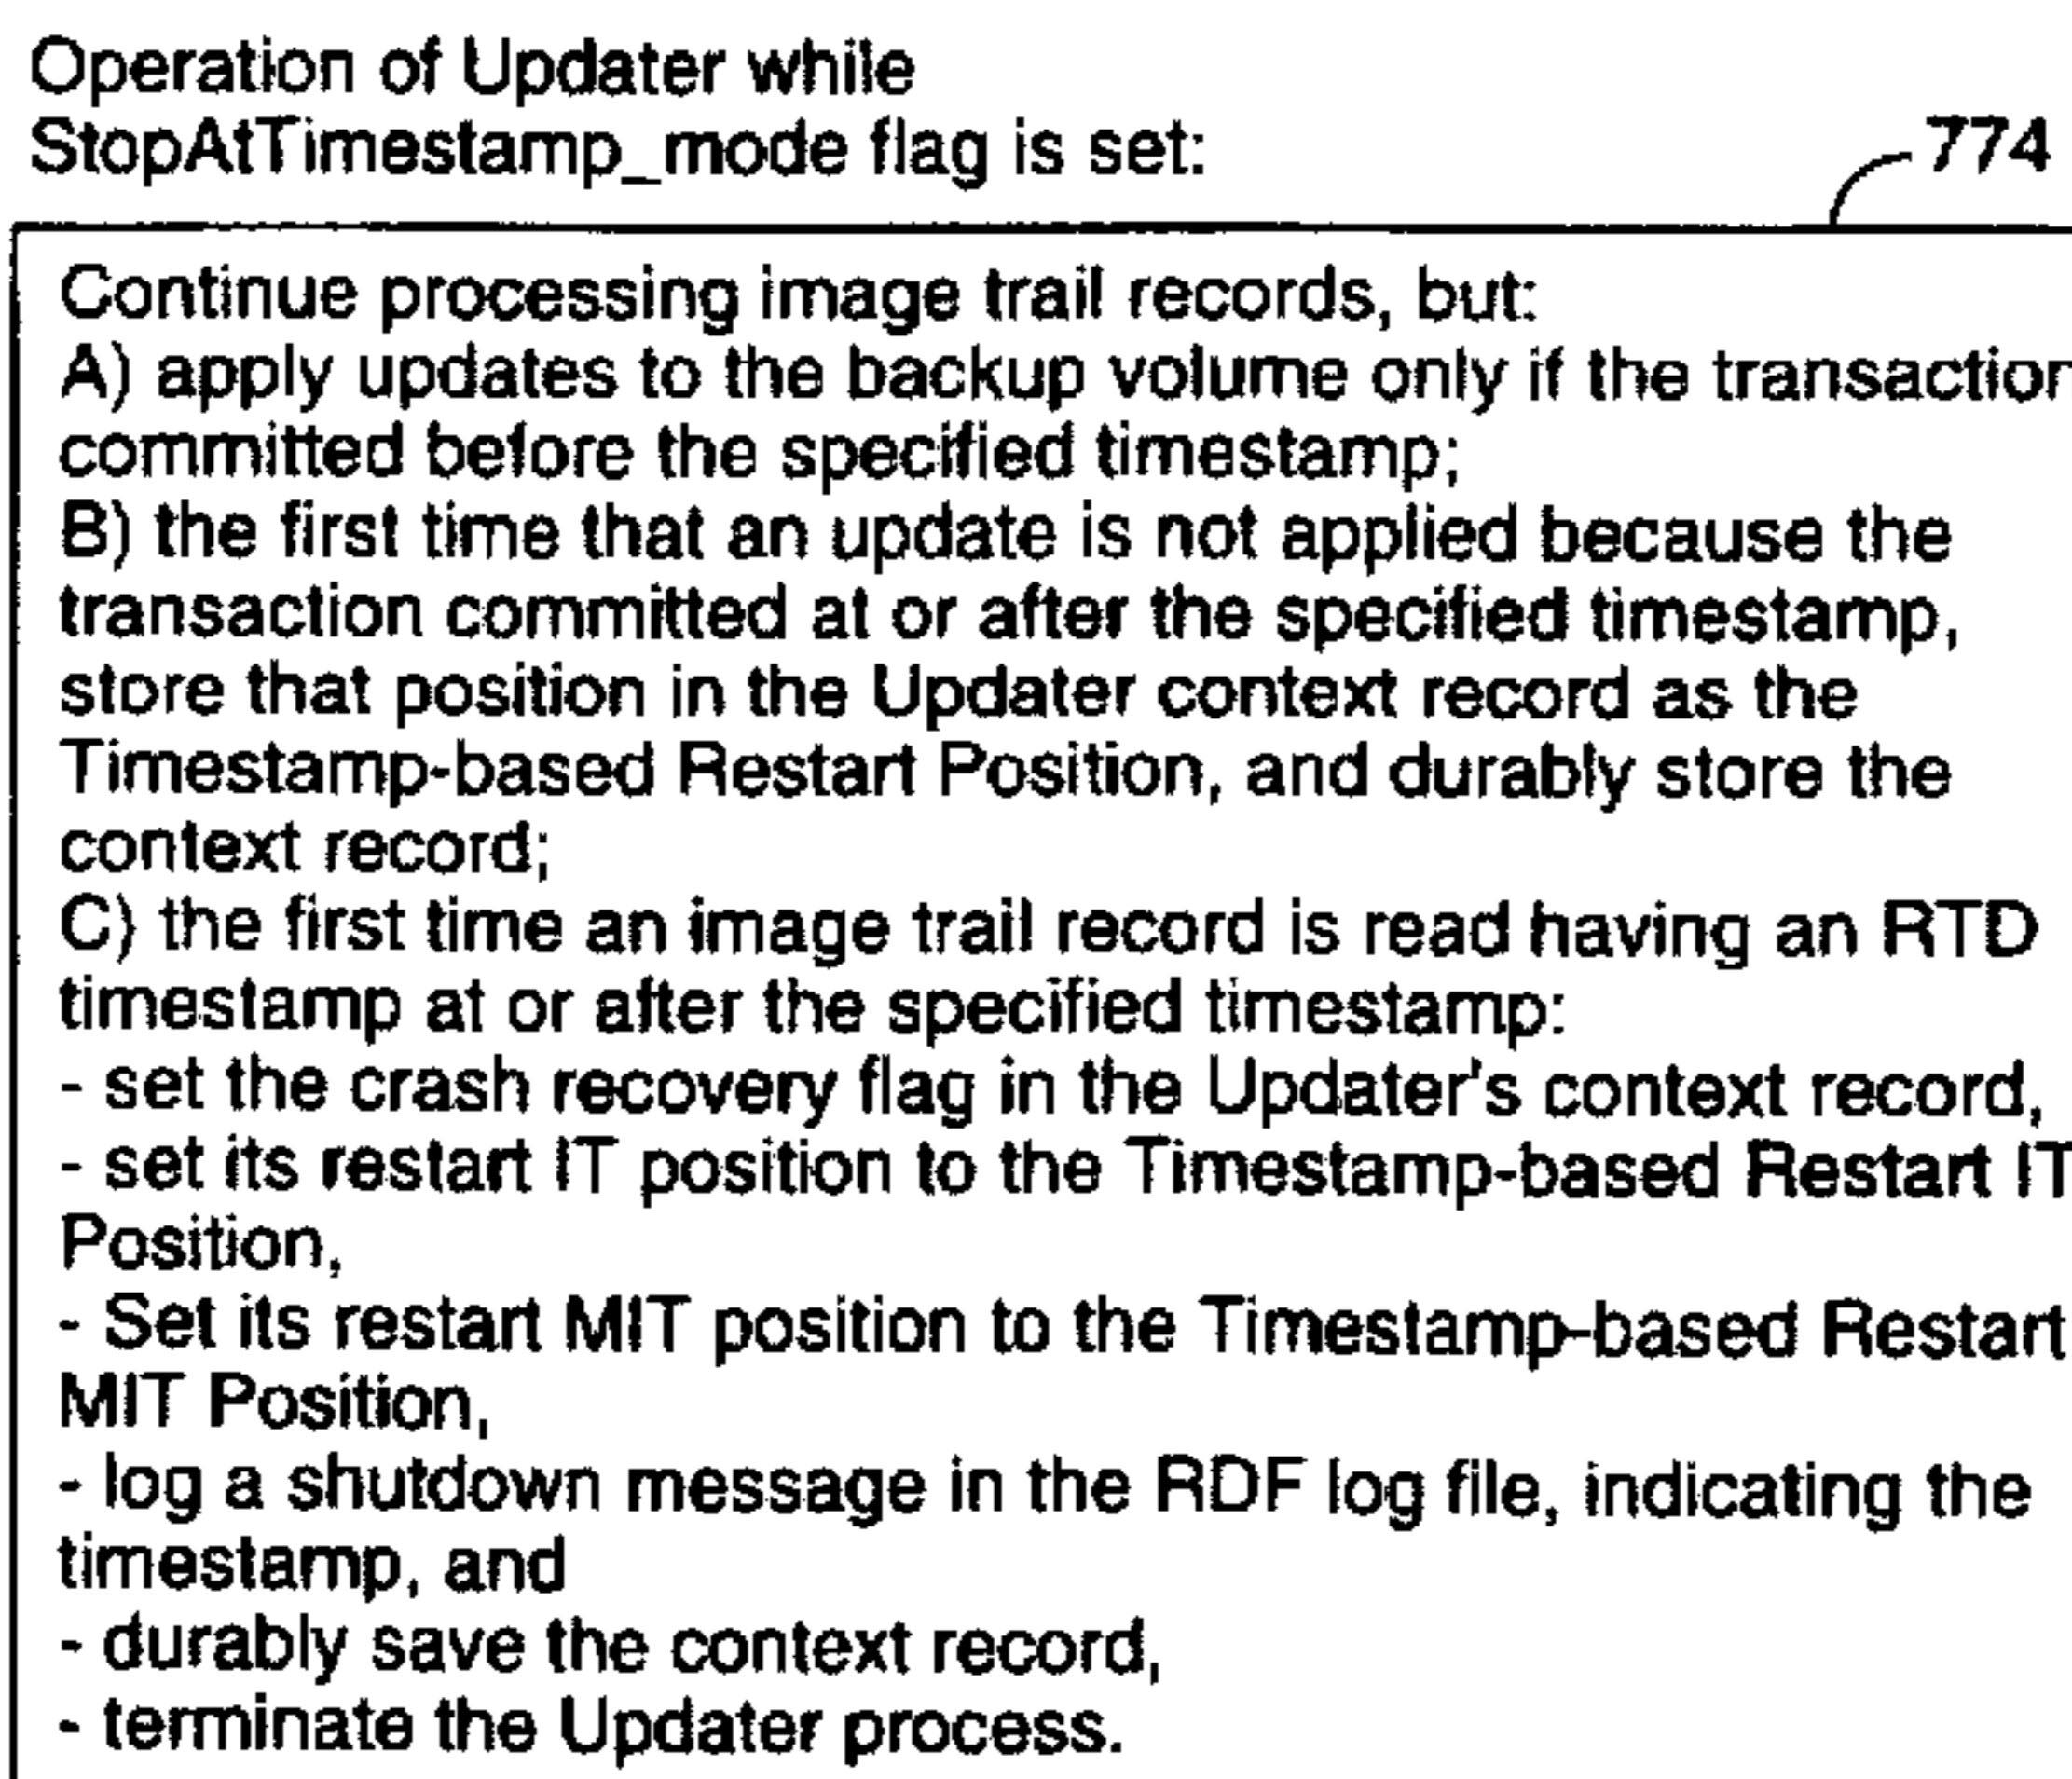 Operation of Updater while
StopAtTimestamp_mode flag is set:
774
Continue processing image trail records, but:
A) apply updates to the backup volume only if the transaction
committed before the specified timestamp;
B) the first time that an update is not applied because the
transaction committed at or after the specified timestamp,
store that position in the Updater context record as the
Timestamp-based Restart Position, and durably store the
context record;
C) the first time an image trail record is read having an RTD
timestamp at or after the specified timestamp:
- set the crash recovery flag in the Updater's context record,
- set its restart IT position to the Timestamp-based Restart IT
Position,
- Set its restart MIT position to the Timestamp-based Restart
MIT Position,
- log a shutdown message in the RDF log file, indicating the
timestamp, and
- durably save the context record,
- terminate the Updater process.